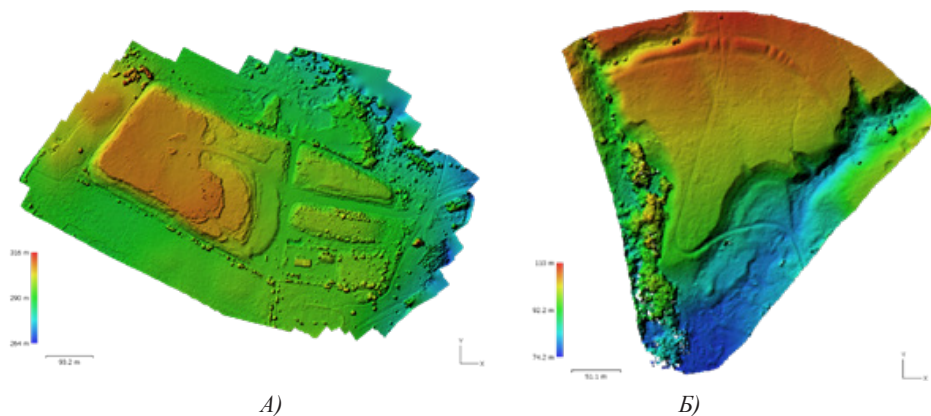 316 m
290 m
264 m
93.2 m
Y
X
А)
110 m
92.2 m
74.2 m
51.1 m
Y
X
Б)